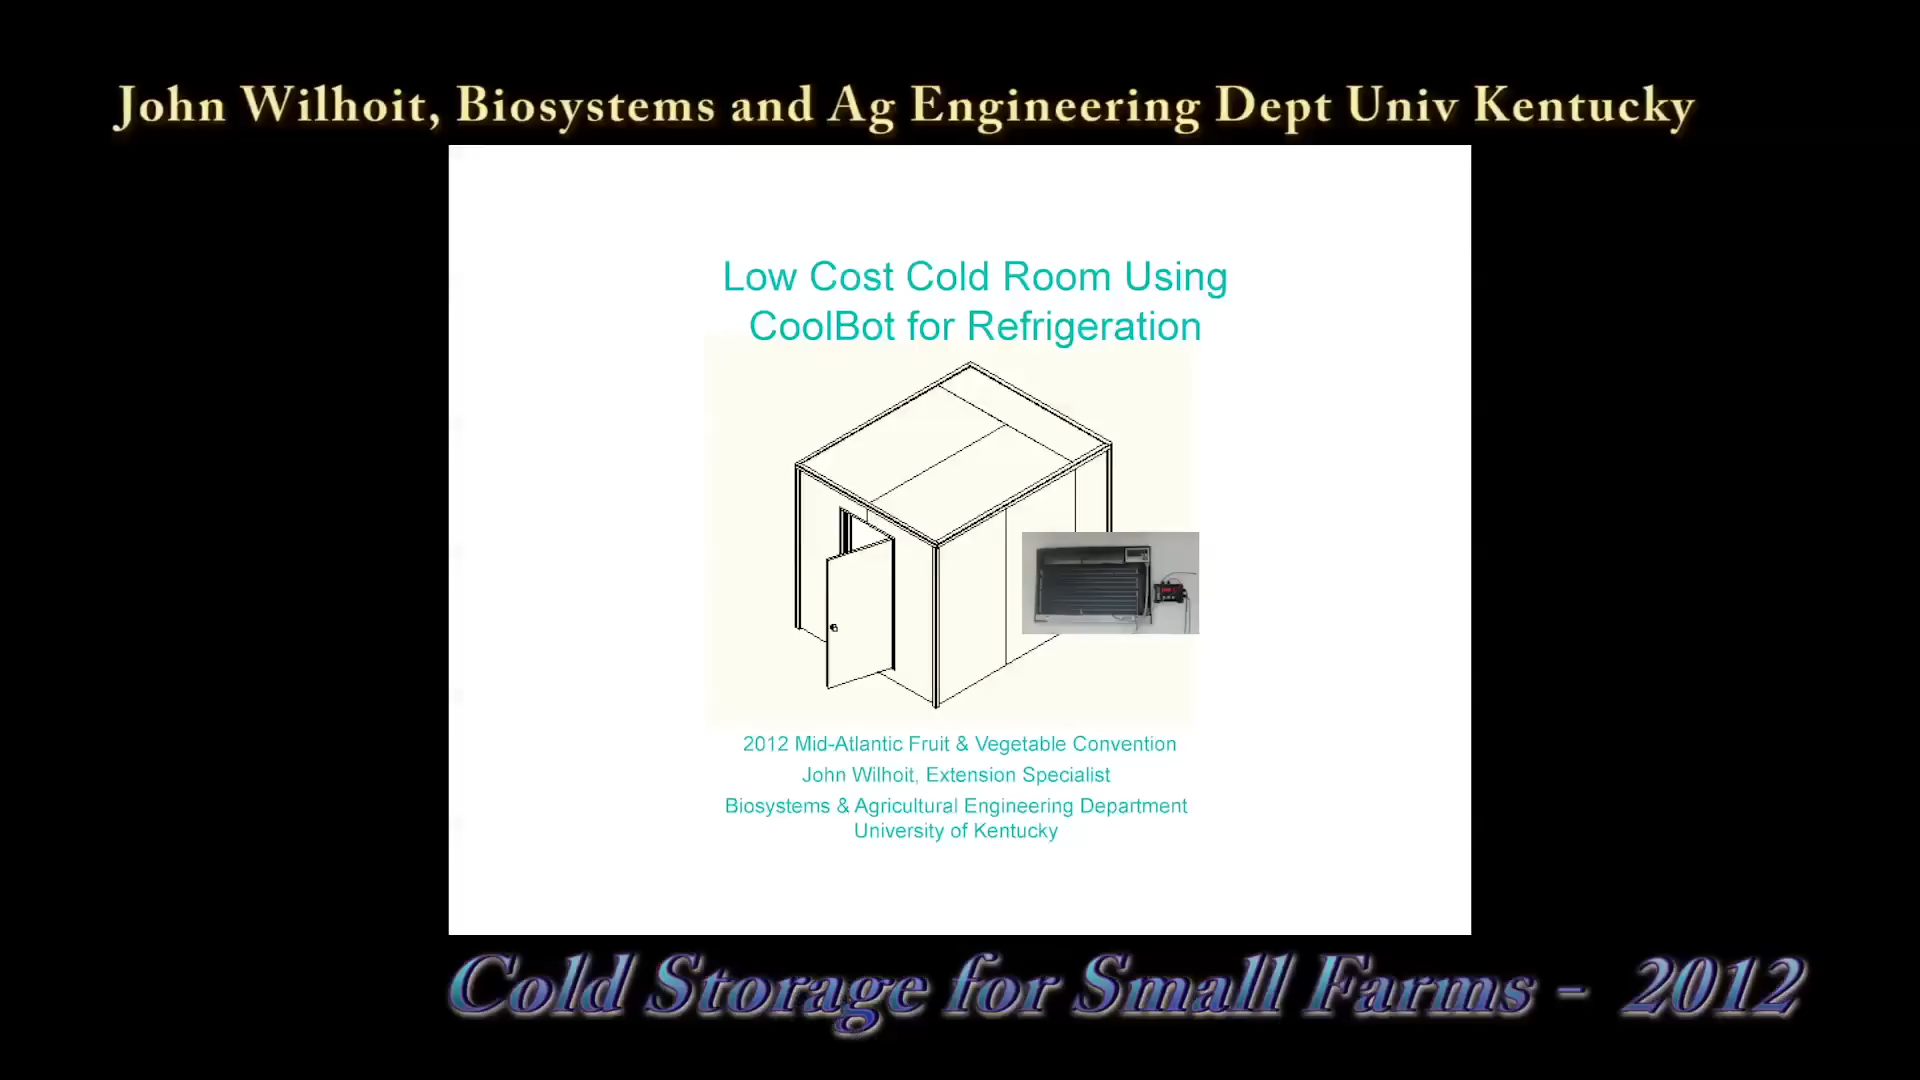 John Wilhoit, Biosystems and Ag Engineering Dept Univ Kentucky
Low Cost Cold Room Using
CoolBot for Refrigeration
2012 Mid-Atlantic Fruit & Vegetable Convention
John Wilhoit, Extension Specialist
Biosystems & Agricultural Engineering Department
University of Kentucky
Cold Storage for Small Farms - 2012